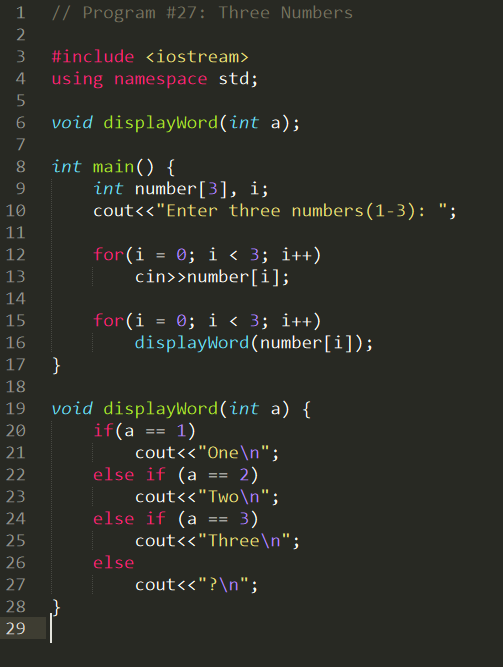 1 // Program #27: Three Numbers
2
3 #include <iostream>
4 using namespace std;
5
6 void displayWord(int a);
7
8 int main() {
9     int number[3], i;
10     cout<<"Enter three numbers(1-3): ";
11
12     for(i = 0; i < 3; i++)
13         cin>>number[i];
14
15     for(i = 0; i < 3; i++)
16         displayWord(number[i]);
17 }
18
19 void displayWord(int a) {
20     if(a == 1)
21         cout<<"One\n";
22     else if (a == 2)
23         cout<<"Two\n";
24     else if (a == 3)
25         cout<<"Three\n";
26     else
27         cout<<"?\n";
28 }
29